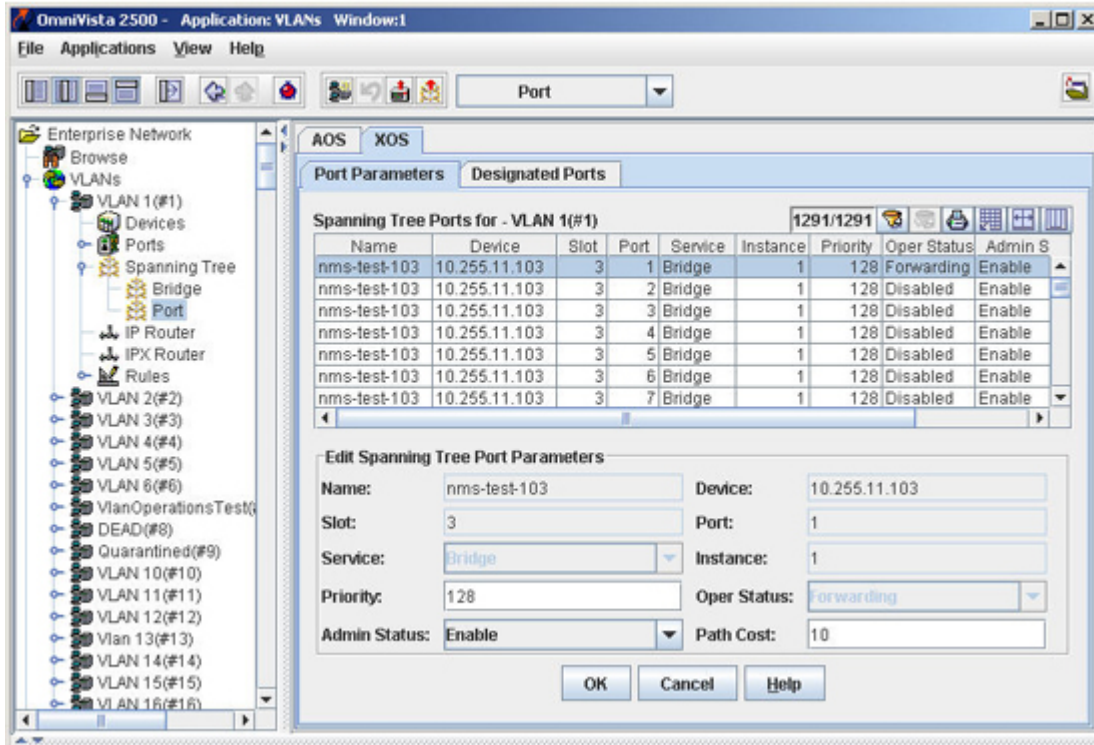 OmniVista 2500 - Application: VLANs Window:1
File Applications View Help
Port
Enterprise Network
Browse
VLANs
VLAN 1(#1)
Devices
Ports
Spanning Tree
Bridge
Port
IP Router
IPX Router
Rules
VLAN 2(#2)
VLAN 3(#3)
VLAN 4(#4)
VLAN 5(#5)
VLAN 6(#6)
VlanOperationsTest(
DEAD(#8)
Quarantined(#9)
VLAN 10(#10)
VLAN 11(#11)
VLAN 12(#12)
Vlan 13(#13)
VLAN 14(#14)
VLAN 15(#15)
VLAN 16(#16)
AOS XOS
Port Parameters Designated Ports
Spanning Tree Ports for - VLAN 1(#1) 1291/1291
Name Device Slot Port Service Instance Priority Oper Status Admin S
nms-test-103 10.255.11.103 3 1 Bridge 1 128 Forwarding Enable
nms-test-103 10.255.11.103 3 2 Bridge 1 128 Disabled Enable
nms-test-103 10.255.11.103 3 3 Bridge 1 128 Disabled Enable
nms-test-103 10.255.11.103 3 4 Bridge 1 128 Disabled Enable
nms-test-103 10.255.11.103 3 5 Bridge 1 128 Disabled Enable
nms-test-103 10.255.11.103 3 6 Bridge 1 128 Disabled Enable
nms-test-103 10.255.11.103 3 7 Bridge 1 128 Disabled Enable
Edit Spanning Tree Port Parameters
Name: nms-test-103 Device: 10.255.11.103
Slot: 3 Port: 1
Service: Bridge Instance: 1
Priority: 128 Oper Status: Forwarding
Admin Status: Enable Path Cost: 10
OK Cancel Help